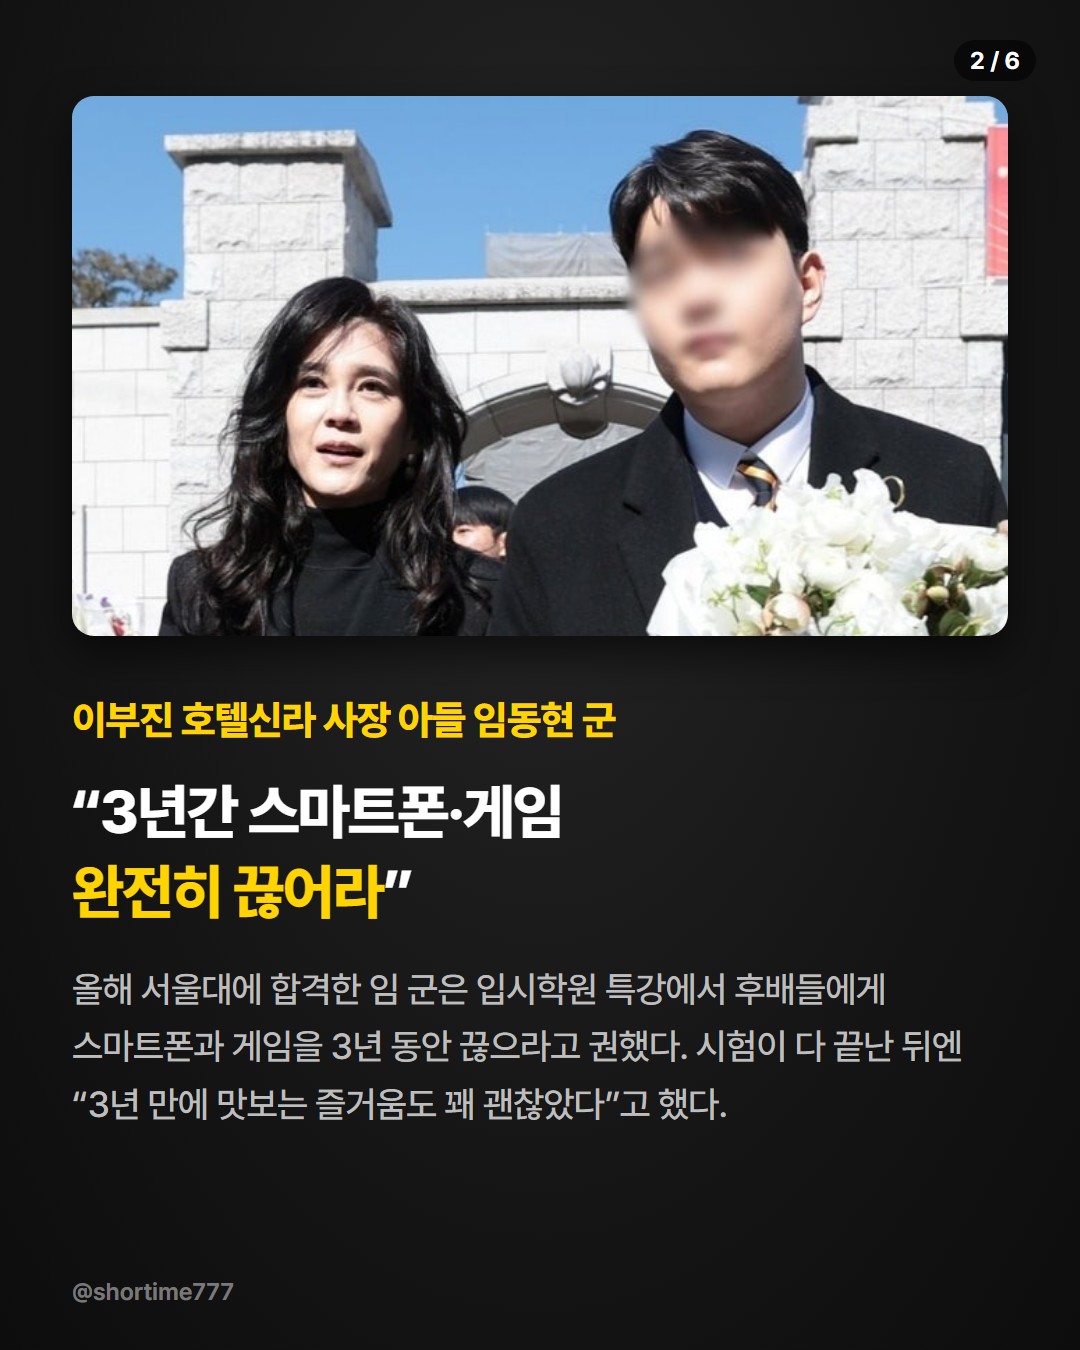 2 / 6
이부진 호텔신라 사장 아들 임동현 군
“3년간 스마트폰·게임
완전히 끊어라”
올해 서울대에 합격한 임 군은 입시학원 특강에서 후배들에게
스마트폰과 게임을 3년 동안 끊으라고 권했다. 시험이 다 끝난 뒤엔
“3년 만에 맛보는 즐거움도 꽤 괜찮았다”고 했다.
@shortime777